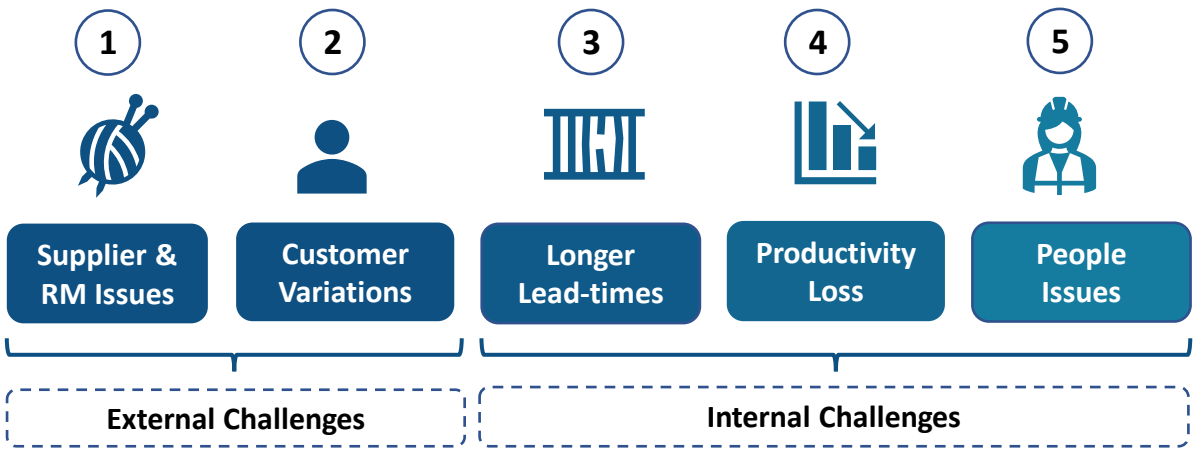 1
2
3
4
5
Supplier &
RM Issues
Customer
Variations
Longer
Lead-times
Productivity
Loss
People
Issues
External Challenges
Internal Challenges